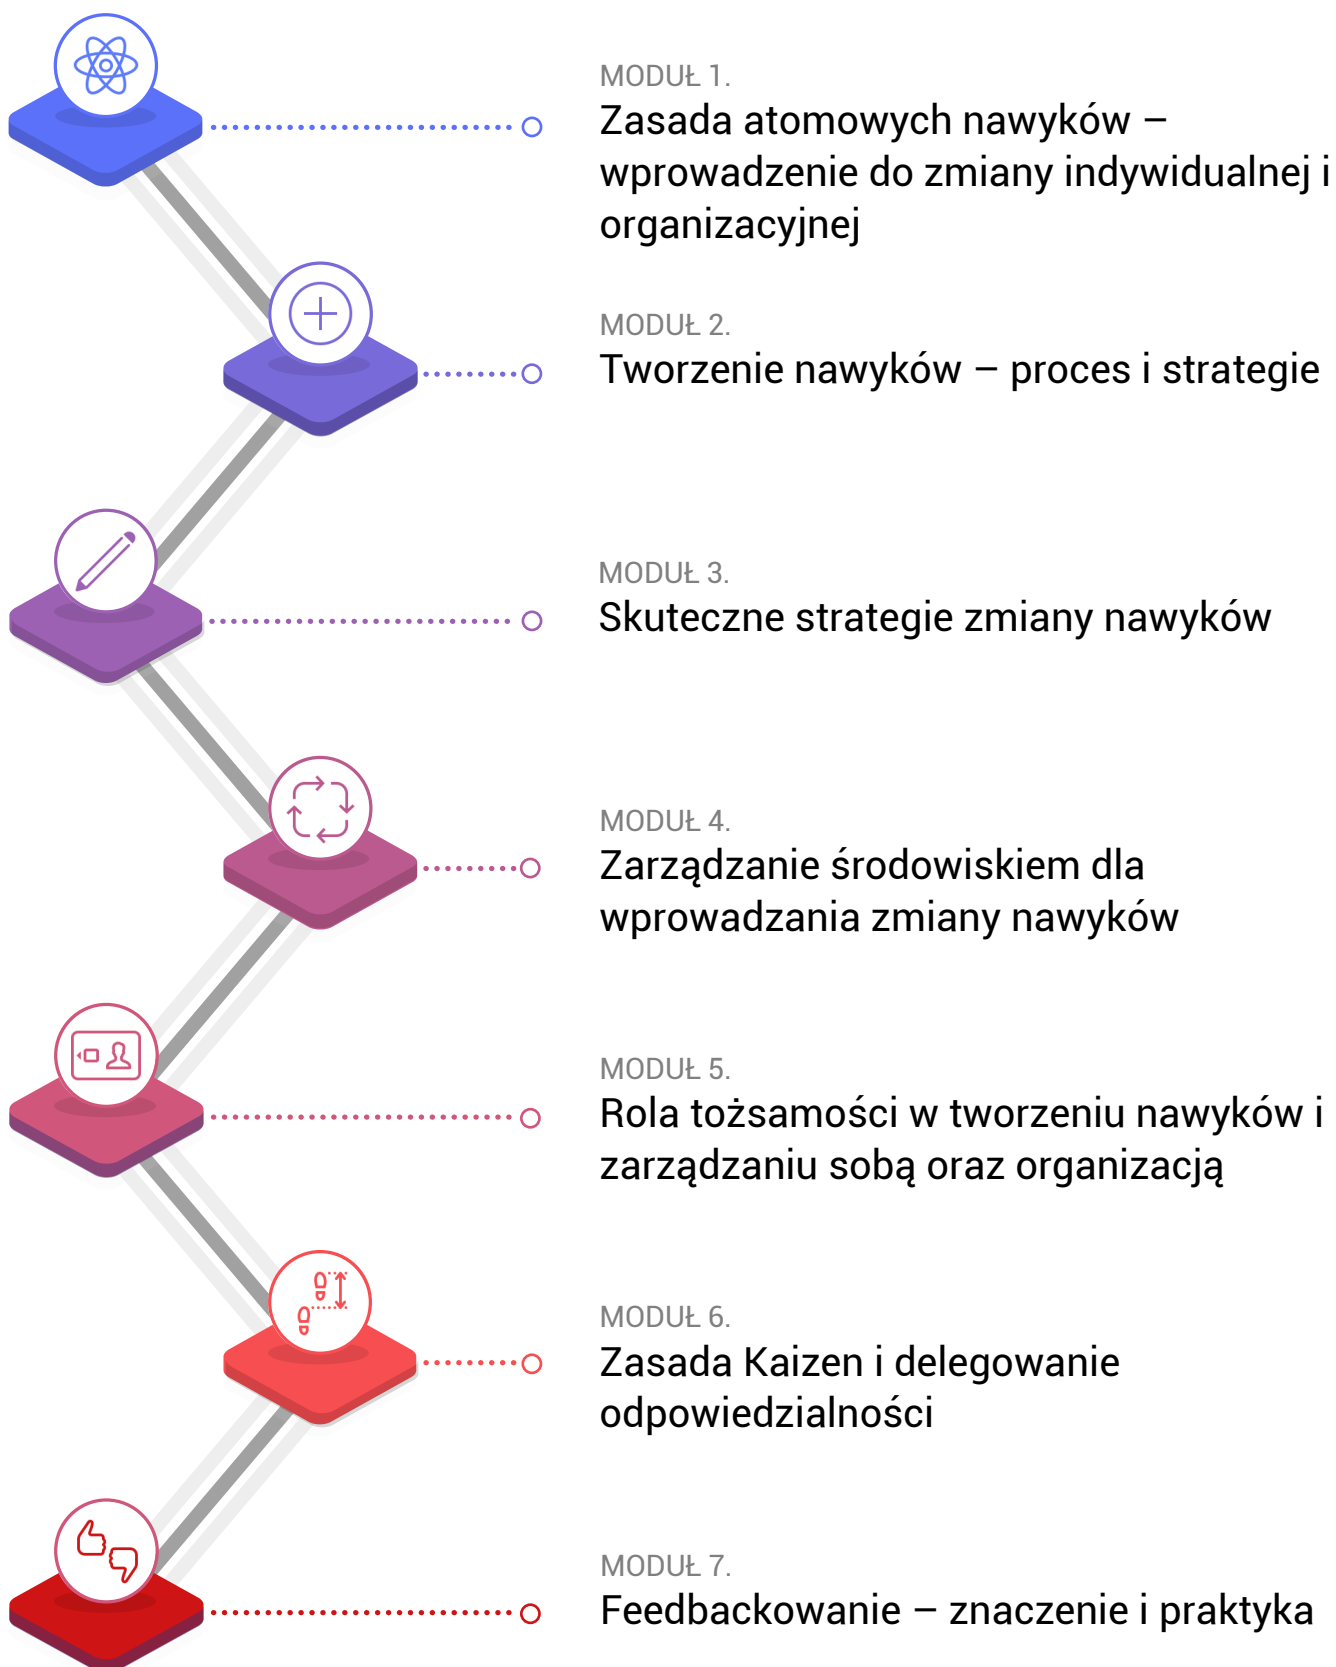 MODUŁ 1.
Zasada atomowych nawyków –
wprowadzenie do zmiany indywidualnej i
organizacyjnej
MODUŁ 2.
Tworzenie nawyków – proces i strategie
MODUŁ 3.
Skuteczne strategie zmiany nawyków
MODUŁ 4.
Zarządzanie środowiskiem dla
wprowadzania zmiany nawyków
MODUŁ 5.
Rola tożsamości w tworzeniu nawyków i
zarządzaniu sobą oraz organizacją
MODUŁ 6.
Zasada Kaizen i delegowanie
odpowiedzialności
MODUŁ 7.
Feedbackowanie – znaczenie i praktyka